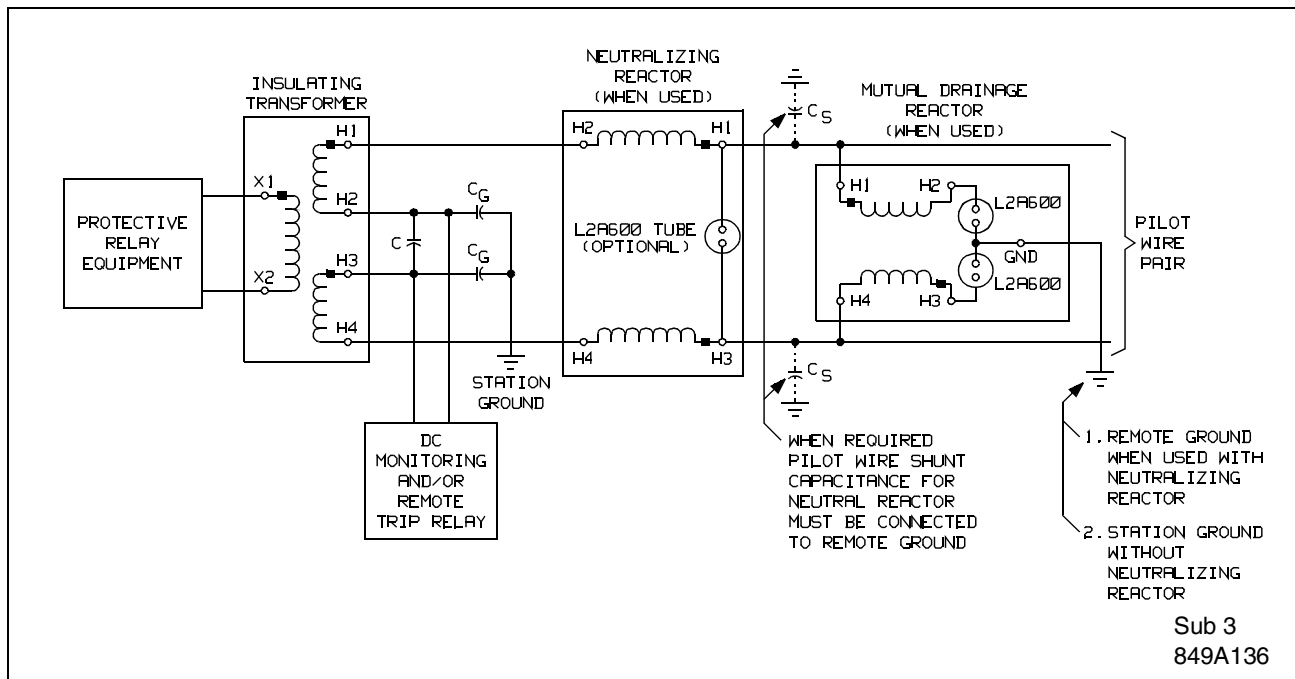 INSULATING
TRANSFORMER
NEUTRALIZING
REACTOR
(WHEN USED)
MUTUAL DRAINAGE
REACTOR
(WHEN USED)
PROTECTIVE
RELAY
EQUIPMENT
X1
X2
H1
H2
H3
H4
C
CG
CG
STATION
GROUND
DC
MONITORING
AND/OR
REMOTE
TRIP RELAY
H2
H1
L2A600 TUBE
(OPTIONAL)
H4
H3
CS
CS
H1
H2
L2A600
GND
L2A600
H4
H3
PILOT
WIRE
PAIR
WHEN REQUIRED
PILOT WIRE SHUNT
CAPACITANCE FOR
NEUTRAL REACTOR
MUST BE CONNECTED
TO REMOTE GROUND
1. REMOTE GROUND
WHEN USED WITH
NEUTRALIZING
REACTOR
2. STATION GROUND
WITHOUT
NEUTRALIZING
REACTOR
Sub 3
849A136